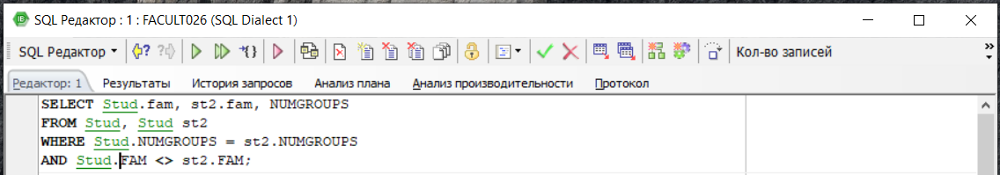 SQL Редактор : 1 : FACULT026 (SQL Dialect 1)
SQL Редактор Кол-во записей
Редактор: 1 Результаты История запросов Анализ плана Анализ производительности Протокол
SELECT Stud.fam, st2.fam, NUMGROUPS
FROM Stud, Stud st2
WHERE Stud.NUMGROUPS = st2.NUMGROUPS
AND Stud.FAM <> st2.FAM;